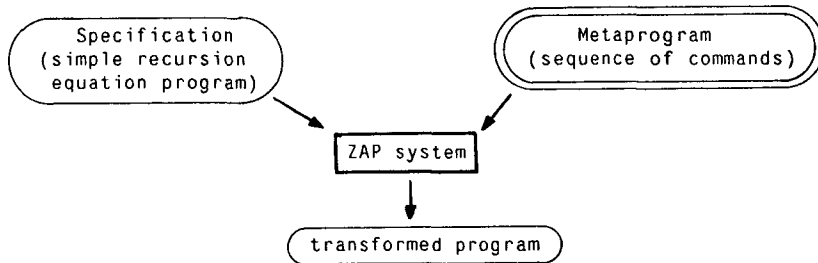 Specification
(simple recursion
equation program)
Metaprogram
(sequence of commands)
ZAP system
transformed program